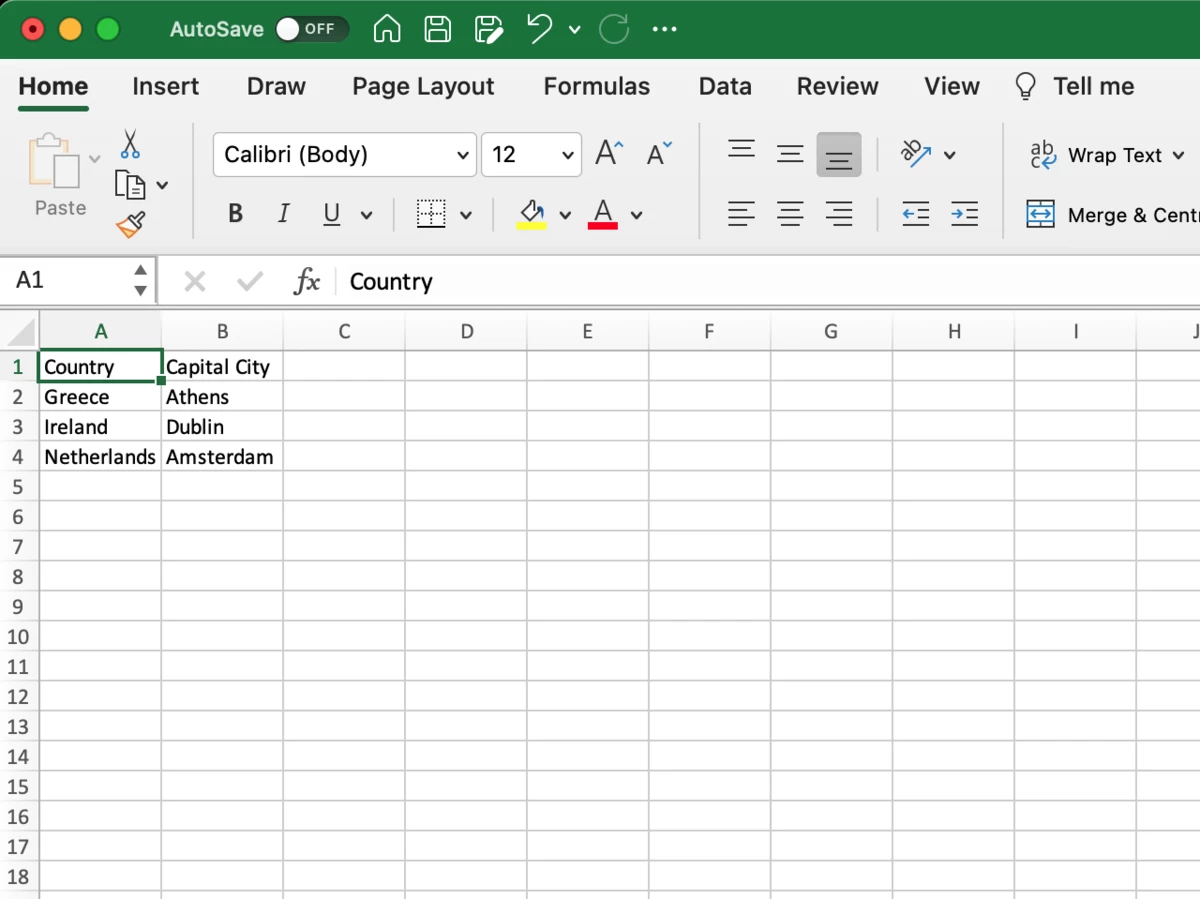 AutoSave OFF
Home Insert Draw Page Layout Formulas Data Review View Tell me
Paste
Calibri (Body) 12
Wrap Text
B I U A
Merge & Cent
A1 fx Country
A B C D E F G H I J
1 Country Capital City
2 Greece Athens
3 Ireland Dublin
4 Netherlands Amsterdam
5
6
7
8
9
10
11
12
13
14
15
16
17
18